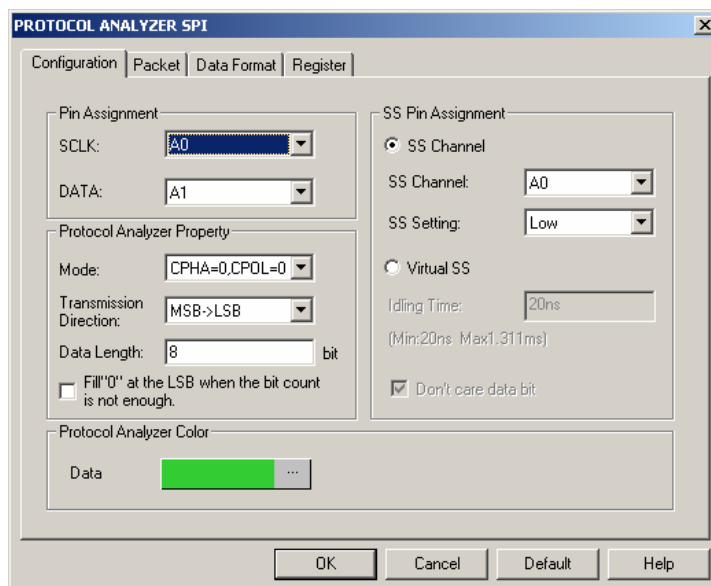 PROTOCOL ANALYZER SPI
Configuration
Packet
Data Format
Register
Pin Assignment
SCLK:
A0
DATA:
A1
Protocol Analyzer Property
Mode:
CPHA=0,CPOL=0
Transmission
Direction:
MSB->LSB
Data Length:
8
bit
Fill"0" at the LSB when the bit count
is not enough.
SS Pin Assignment
SS Channel
SS Channel:
A0
SS Setting:
Low
Virtual SS
Idling Time:
20ns
(Min:20ns Max1.311ms)
Don't care data bit
Protocol Analyzer Color
Data
...
OK
Cancel
Default
Help